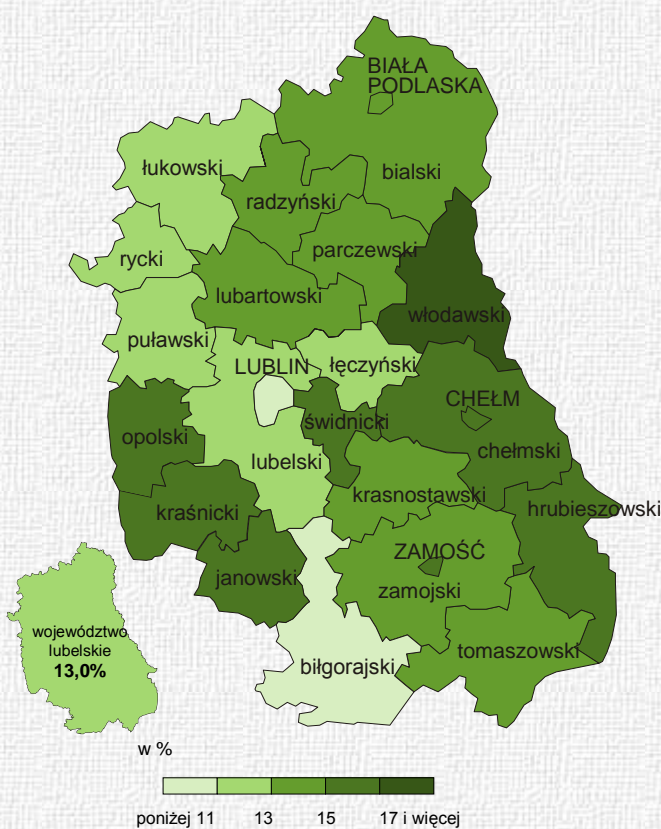 BIAŁA
PODLASKA
łukowski
bialski
radzyński
parczewski
rycki
lubartowski
włodawski
puławski
LUBLIN
łęczyński
CHEŁM
świdnicki
opolski
chełmski
lubelski
krasnostawski
hrubieszowski
kraśnicki
ZAMOŚĆ
janowski
zamojski
województwo
lubelskie
13,0%
tomaszowski
biłgorajski
w %
poniżej 11 13 15 17 i więcej